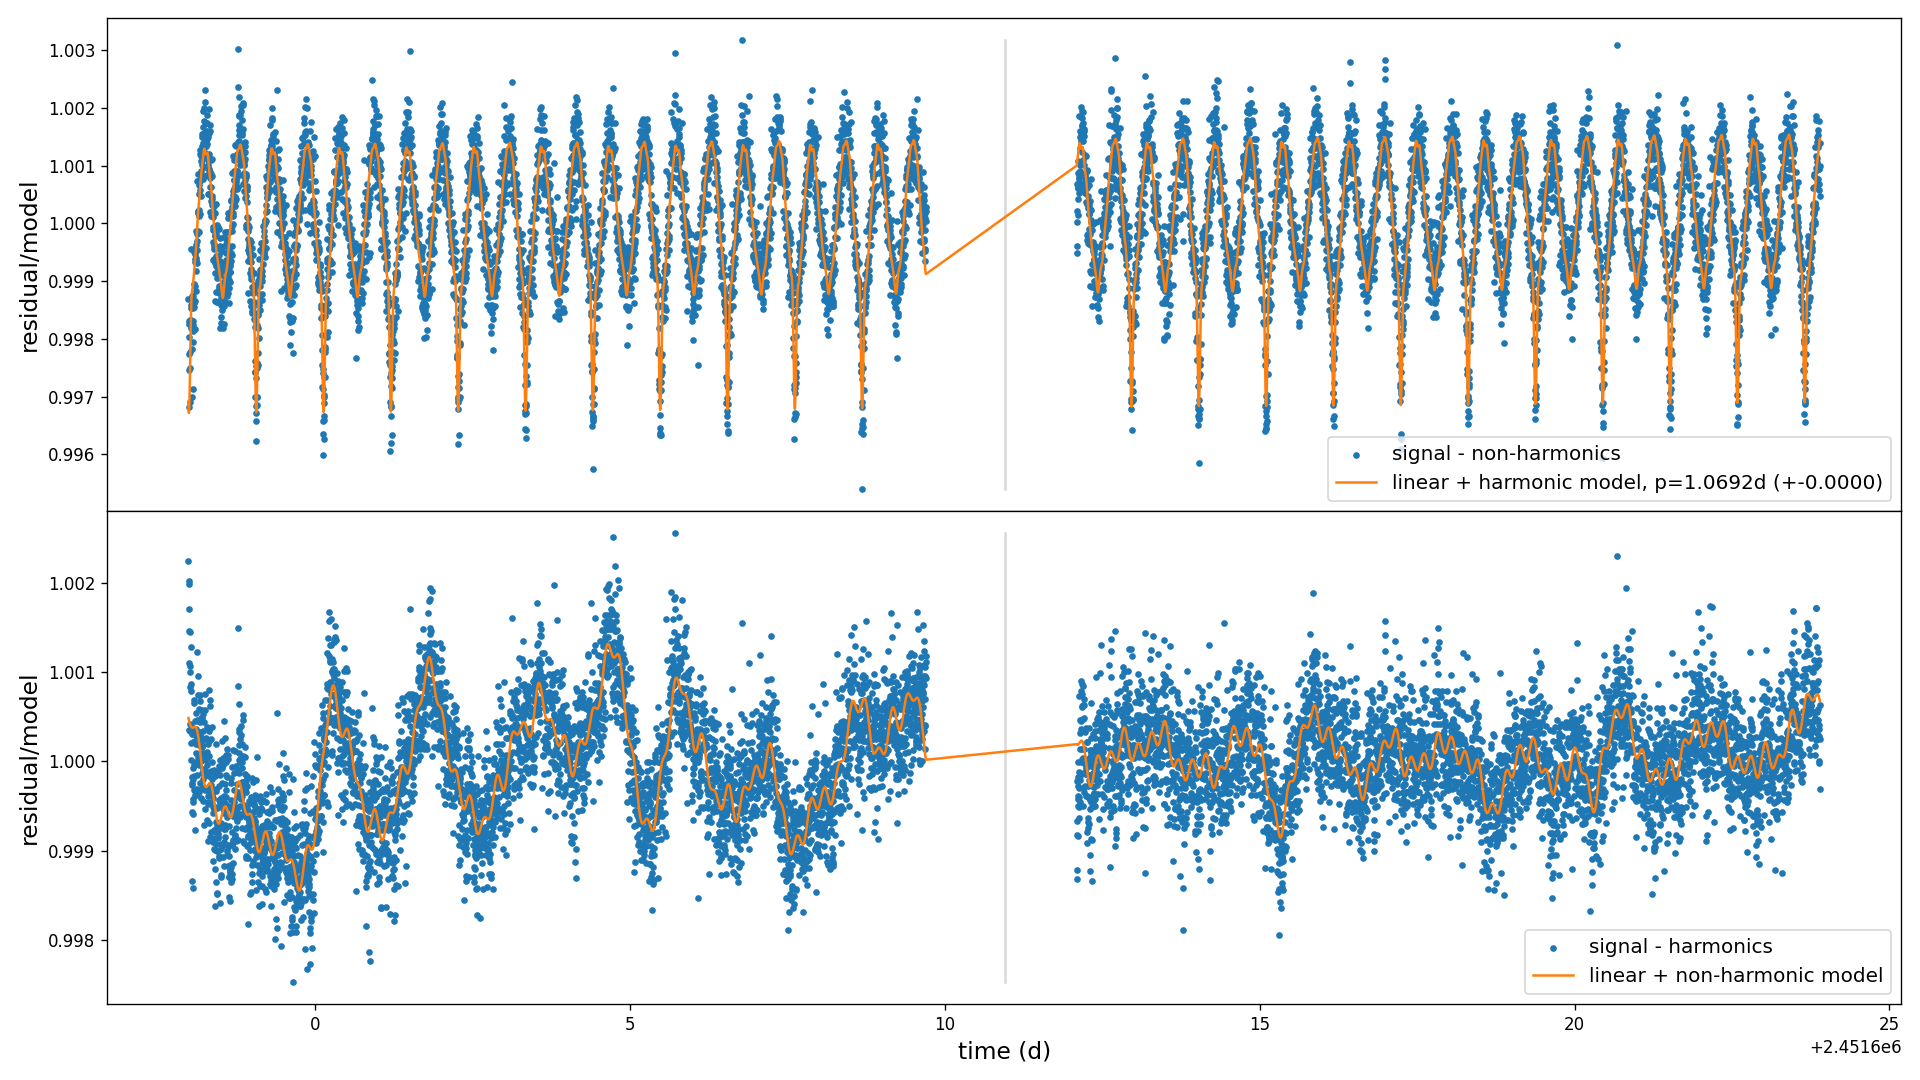 1.003
1.002
1.001
1.000
0.999
0.998
0.997
0.996
residual/model
signal - non-harmonics
linear + harmonic model, p=1.0692d (+-0.0000)
1.002
1.001
1.000
0.999
0.998
residual/model
signal - harmonics
linear + non-harmonic model
0 5 10 15 20 25
time (d)
+2.4516e6